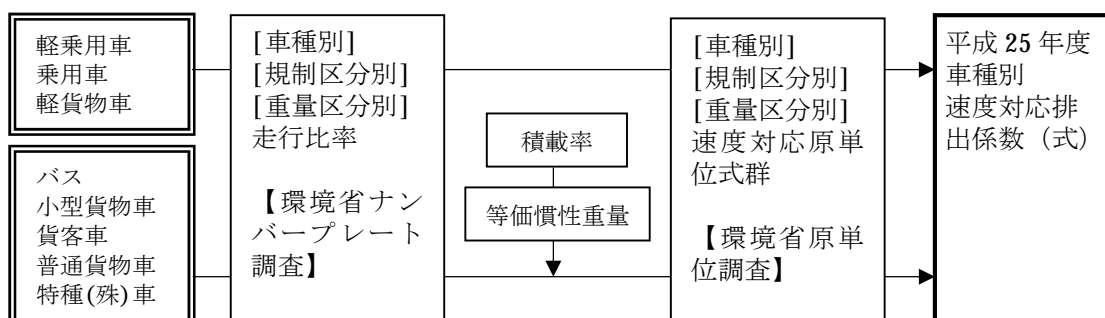 軽乗用車
乗用車
軽貨物車
バス
小型貨物車
貨客車
普通貨物車
特種(殊)車
[車種別]
[規制区分別]
[重量区分別]
走行比率
【環境省ナン
バープレート
調査】
積載率
等価慣性重量
[車種別]
[規制区分別]
[重量区分別]
速度対応原単
位式群
【環境省原単
位調査】
平成 25 年度
車種別
速度対応排
出係数（式）